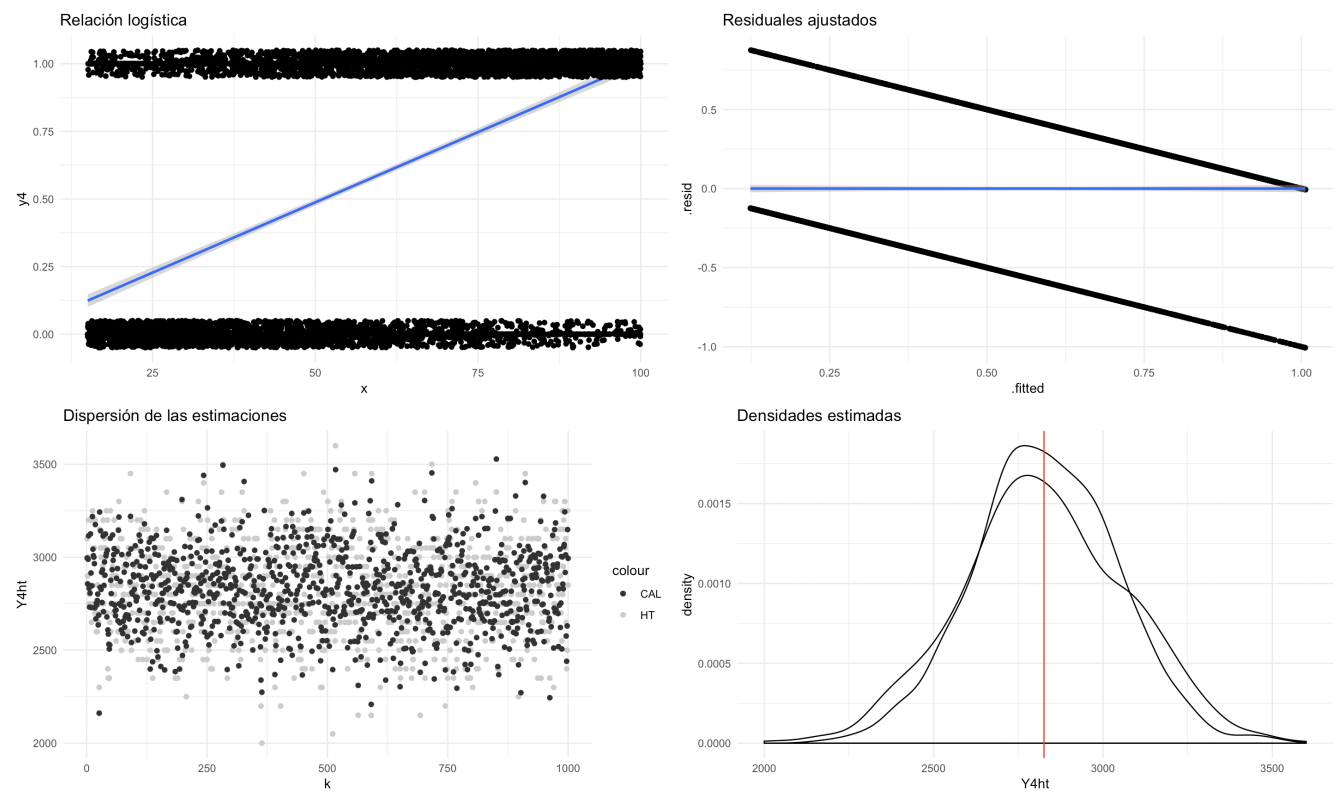 Relación logística
1.00
0.75
0.50
0.25
0.00
y4
25
50
75
100
x
Residuales ajustados
0.5
0.0
-0.5
-1.0
.resid
0.25
0.50
0.75
1.00
.fitted
Dispersión de las estimaciones
3500
3000
2500
2000
Y4ht
0
250
500
750
1000
k
colour
CAL
HT
Densidades estimadas
0.0015
0.0010
0.0005
0.0000
density
2000
2500
3000
3500
Y4ht